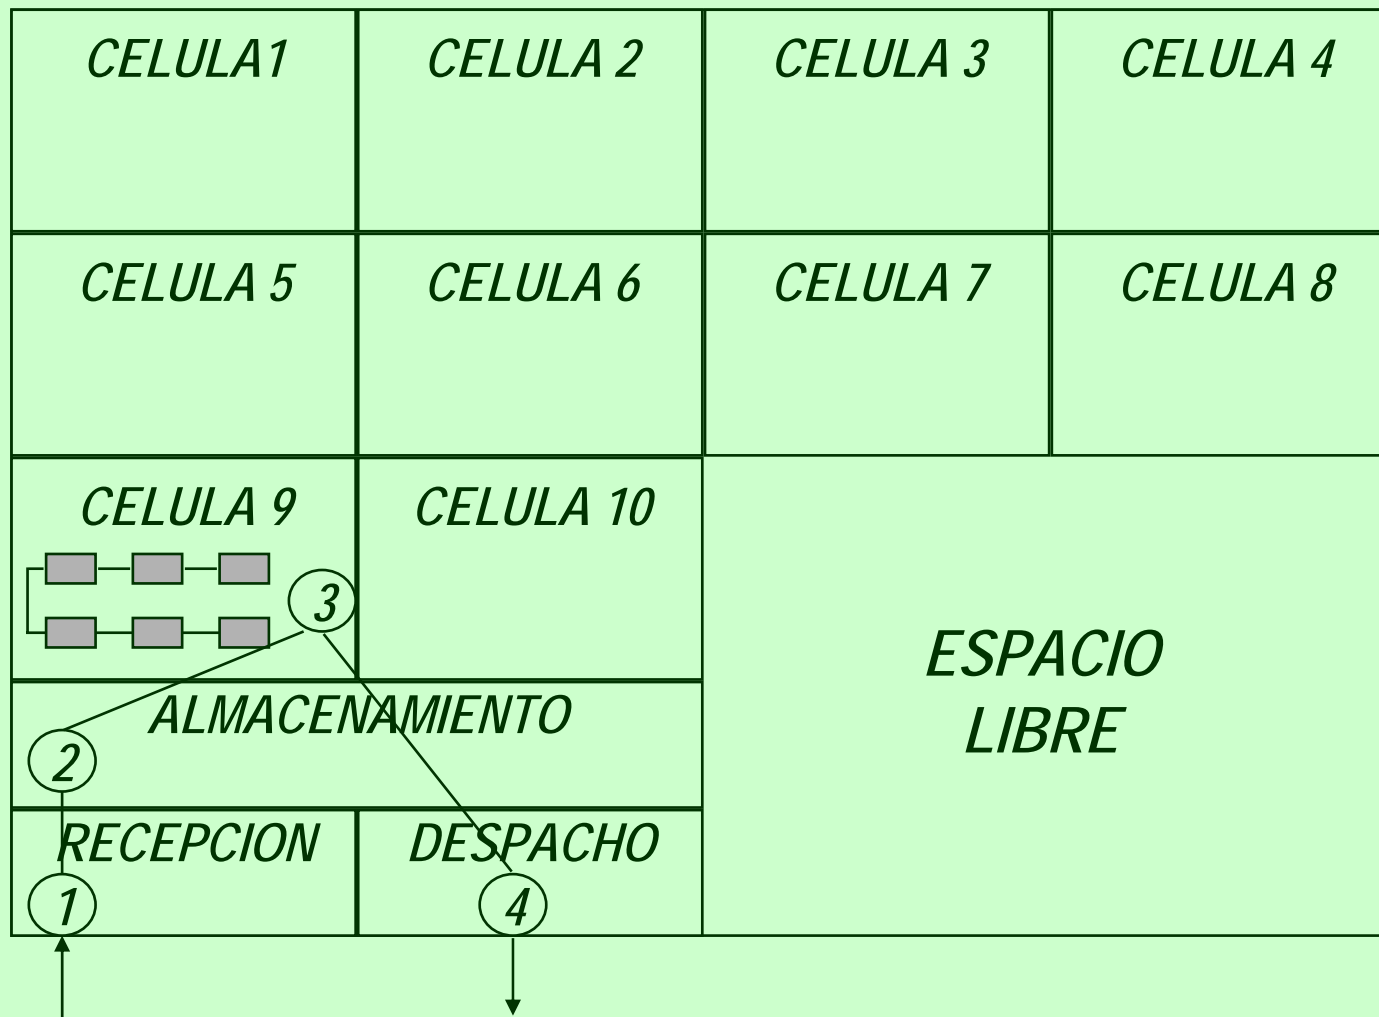 CELULA1
CELULA 2
CELULA 3
CELULA 4
CELULA 5
CELULA 6
CELULA 7
CELULA 8
CELULA 9
CELULA 10
3
ESPACIO
LIBRE
ALMACENAMIENTO
2
RECEPCION
DESPACHO
1
4